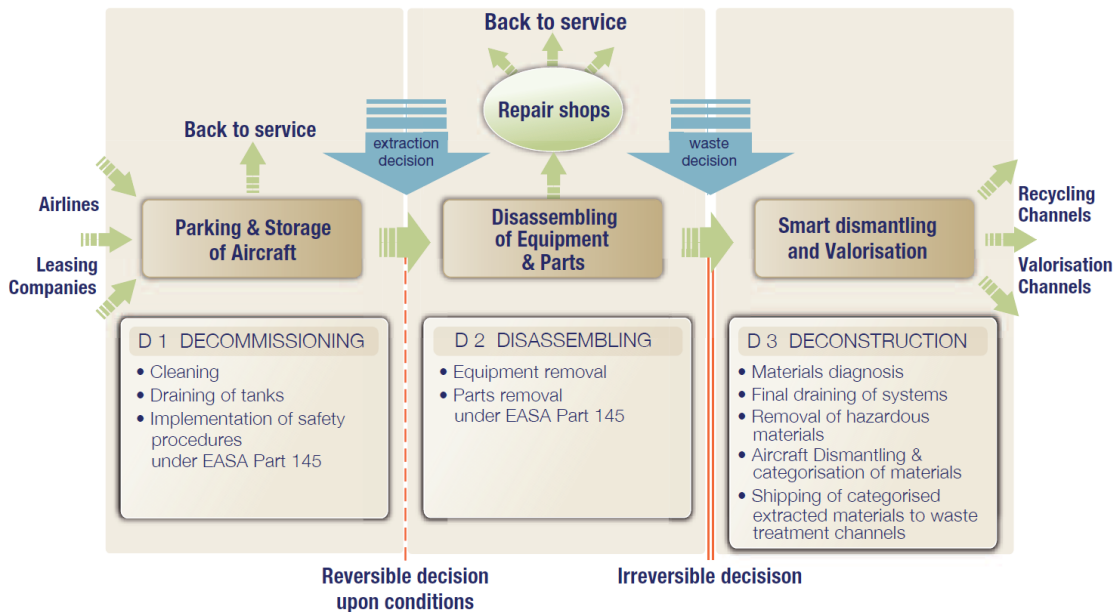 Back to service
Repair shops
extraction
decision
waste
decision
Back to service
Airlines
Leasing
Companies
Parking & Storage
of Aircraft
Disassembling
of Equipment
& Parts
Smart dismantling
and Valorisation
Recycling
Channels
Valorisation
Channels
D 1 DECOMMISSIONING
• Cleaning
• Draining of tanks
• Implementation of safety
procedures
under EASA Part 145
D 2 DISASSEMBLING
• Equipment removal
• Parts removal
under EASA Part 145
D 3 DECONSTRUCTION
• Materials diagnosis
• Final draining of systems
• Removal of hazardous
materials
• Aircraft Dismantling &
categorisation of materials
• Shipping of categorised
extracted materials to waste
treatment channels
Reversible decision
upon conditions
Irreversible decisison